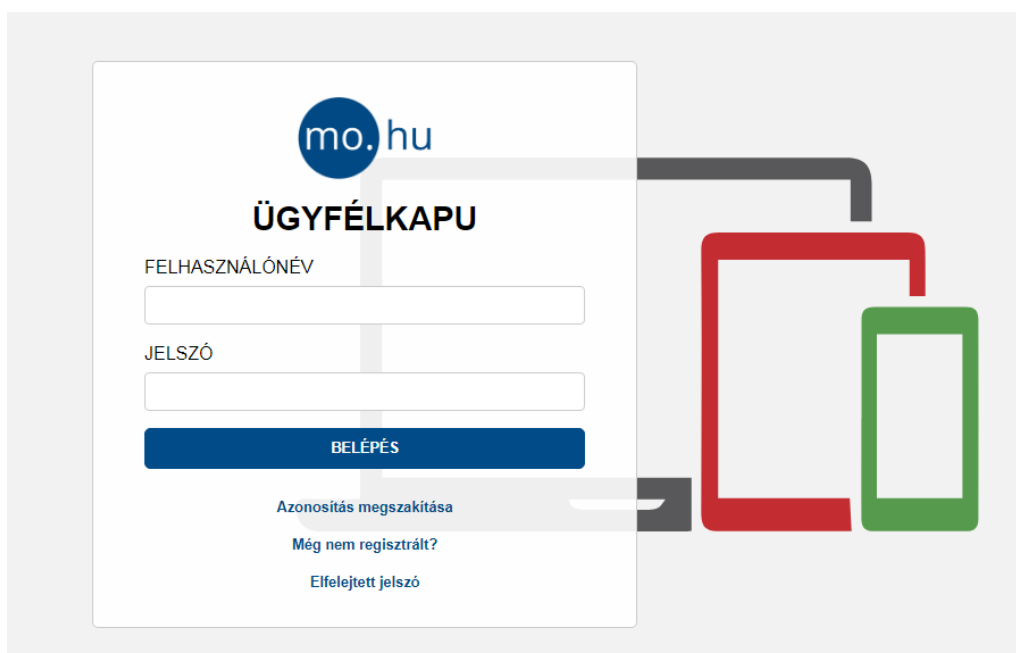 mo.hu
ÜGYFÉLKAPU
FELHASZNÁLÓNÉV
JELSZÓ
BELÉPÉS
Azonosítás megszakítása
Még nem regisztrált?
Elfelejtett jelszó